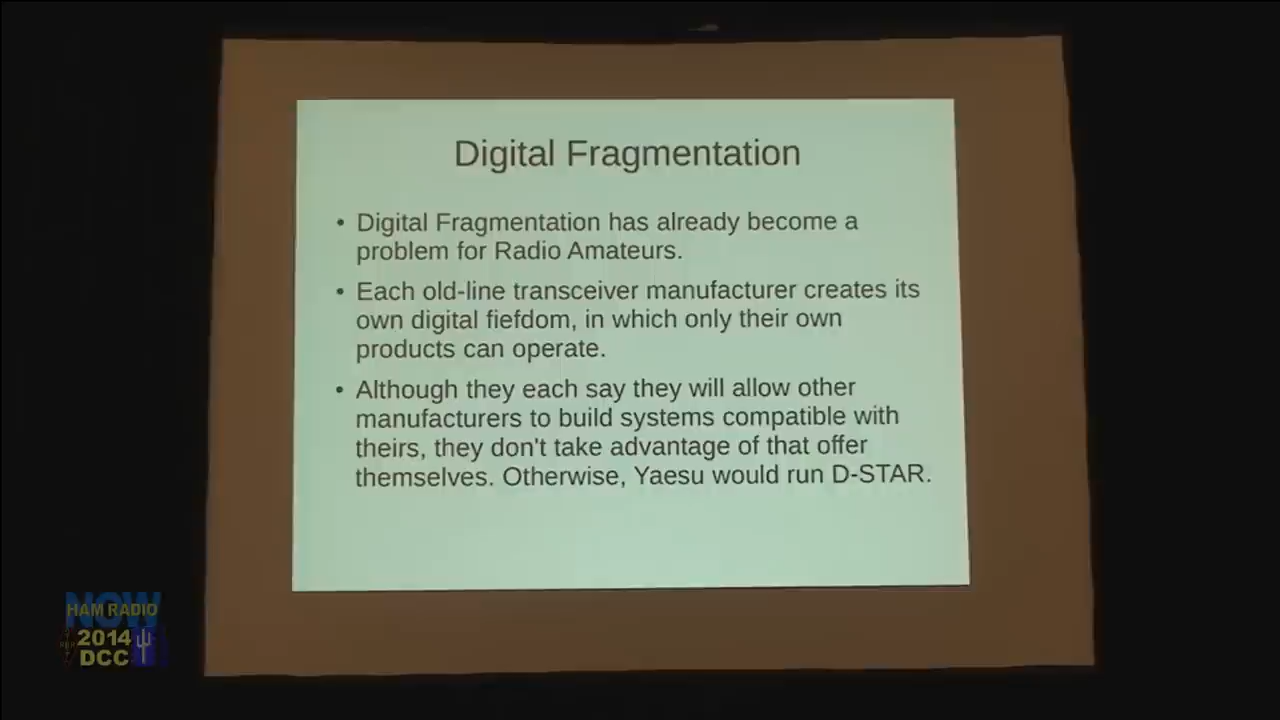 Digital Fragmentation
• Digital Fragmentation has already become a
problem for Radio Amateurs.
• Each old-line transceiver manufacturer creates its
own digital fiefdom, in which only their own
products can operate.
• Although they each say they will allow other
manufacturers to build systems compatible with
theirs, they don't take advantage of that offer
themselves. Otherwise, Yaesu would run D-STAR.
NOW
HAM RADIO
2014
DCC